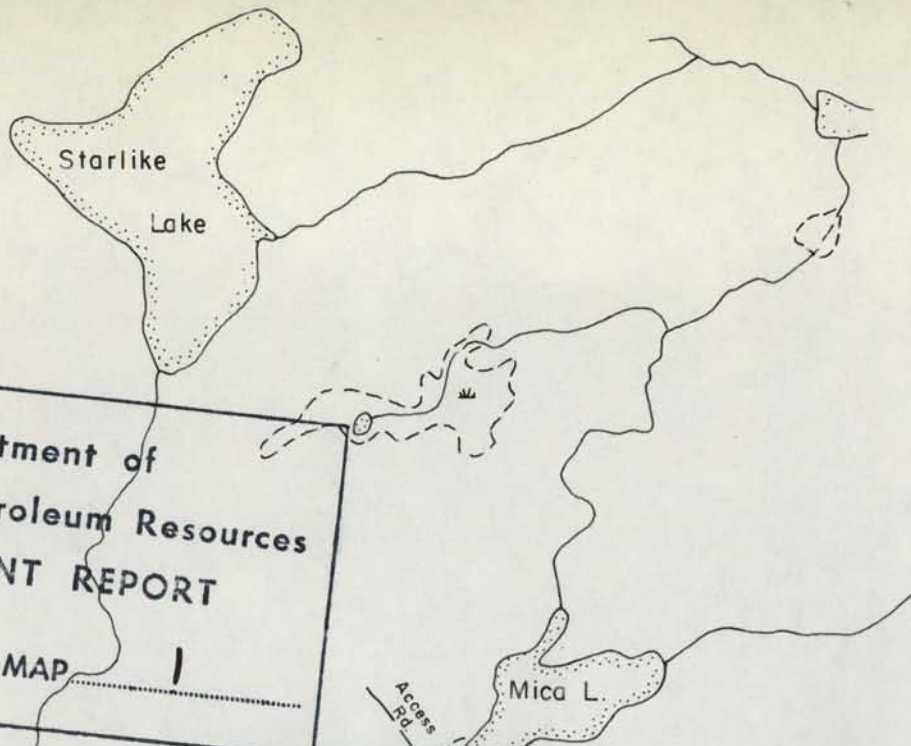 Starlike
Lake
tment of
roleum Resources
NT REPORT
MAP 1
Access
Rd.
Mica L.